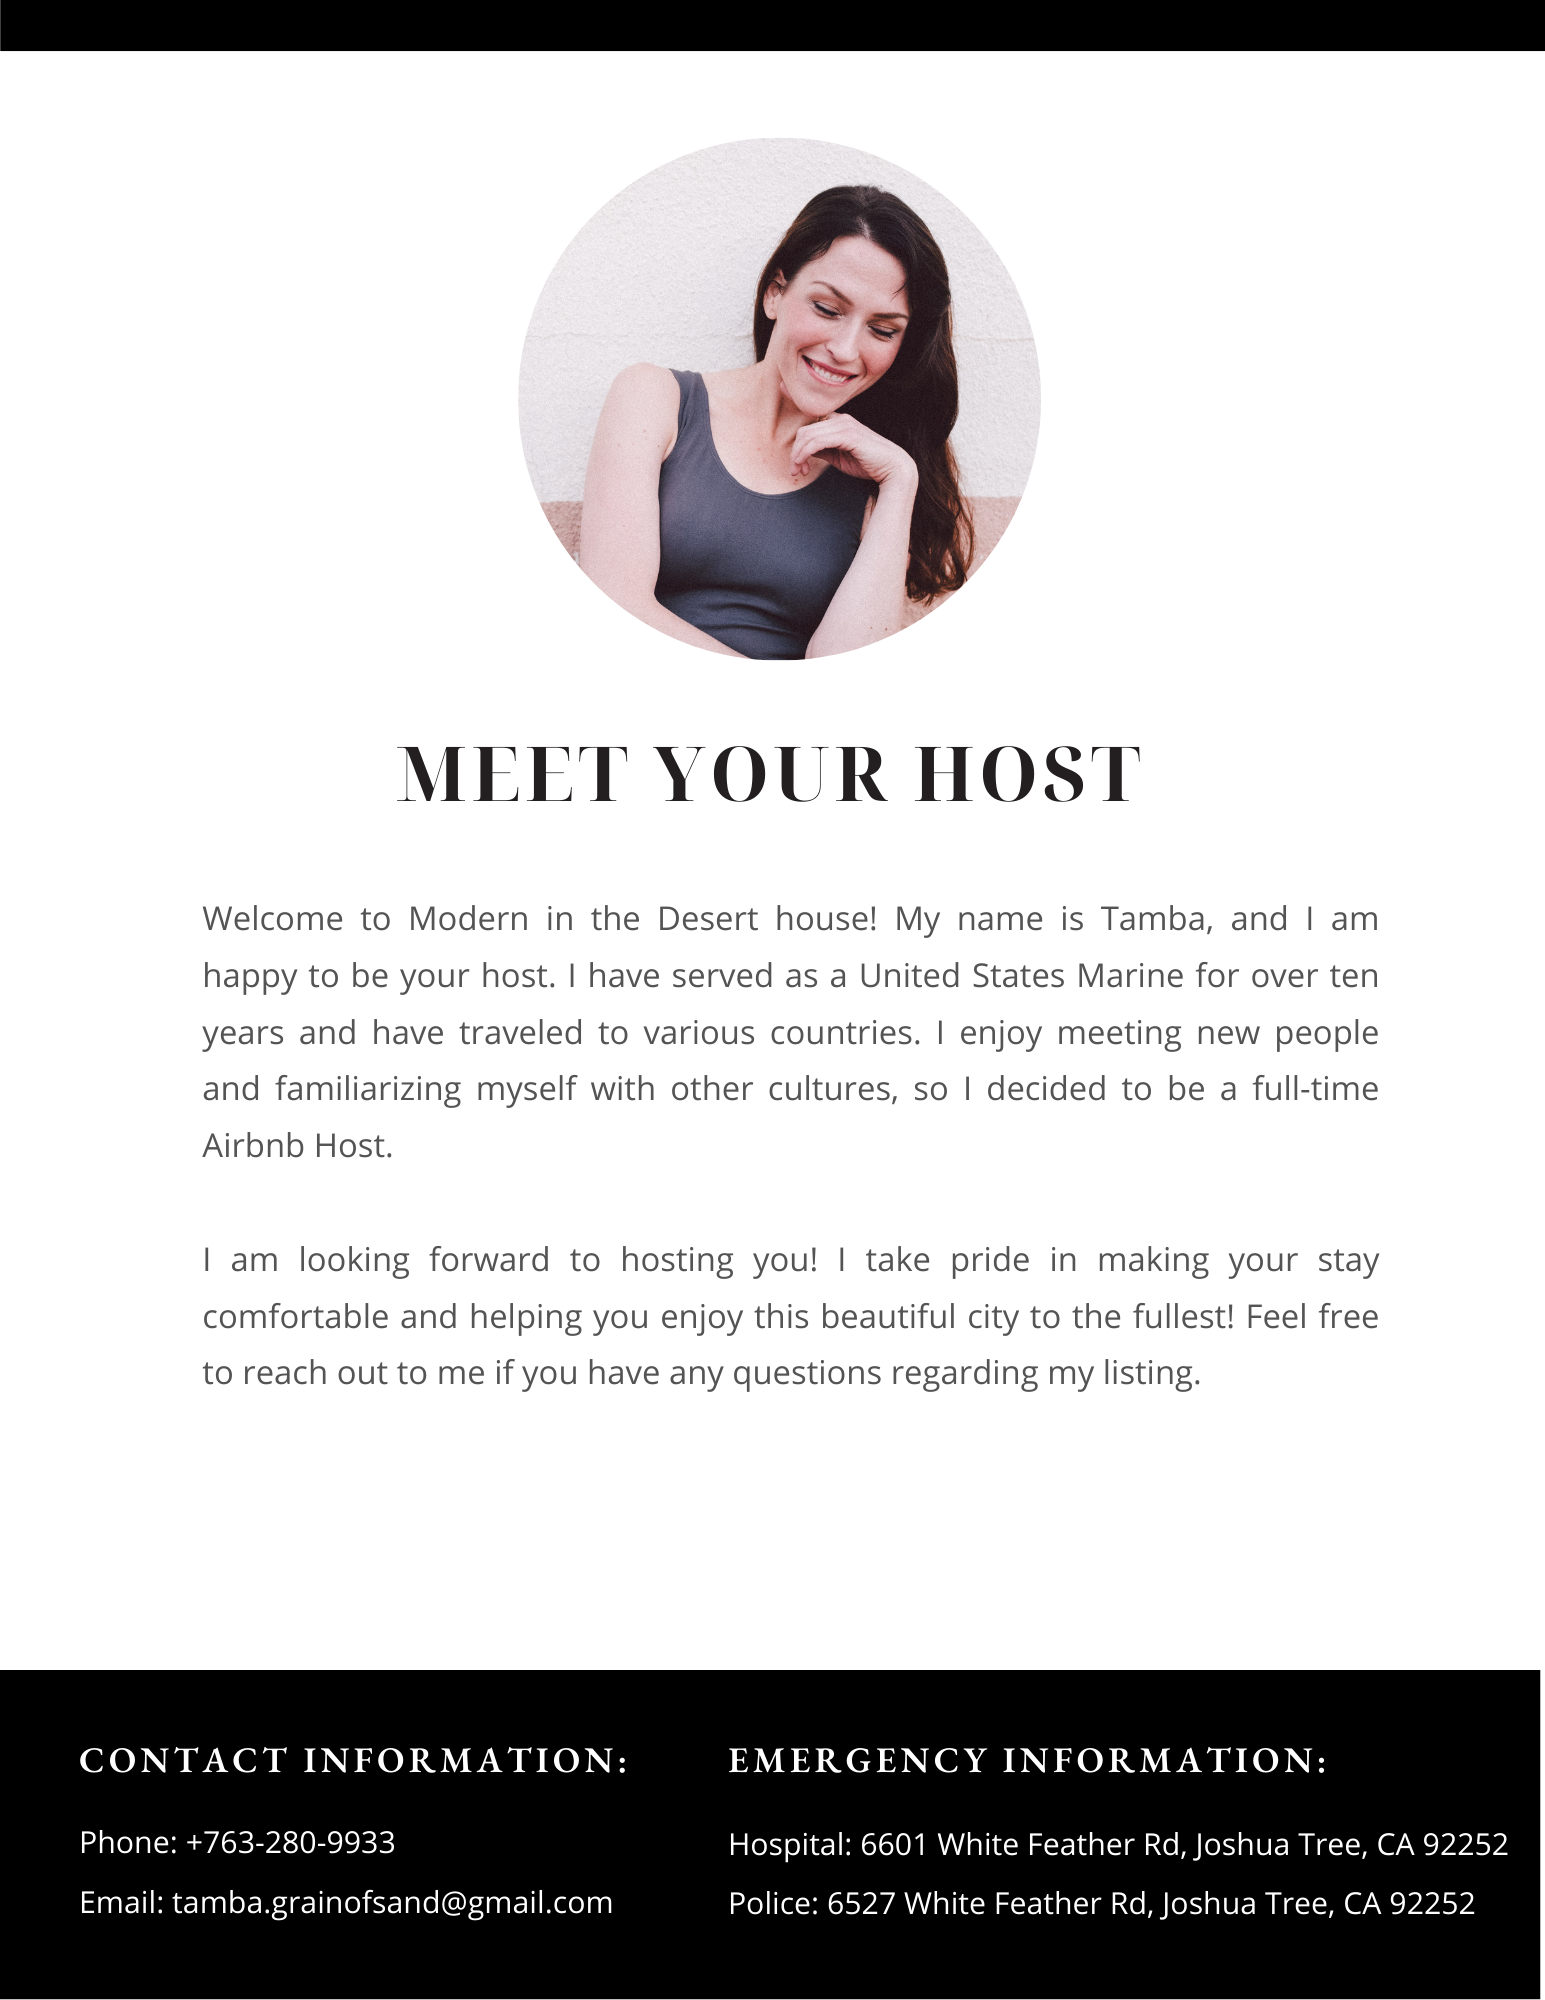 MEET YOUR HOST
Welcome to Modern in the Desert house! My name is Tamba, and I am
happy to be your host. I have served as a United States Marine for over ten
years and have traveled to various countries. I enjoy meeting new people
and familiarizing myself with other cultures, so I decided to be a full-time
Airbnb Host.
I am looking forward to hosting you! I take pride in making your stay
comfortable and helping you enjoy this beautiful city to the fullest! Feel free
to reach out to me if you have any questions regarding my listing.
CONTACT INFORMATION:
Phone: +763-280-9933
Email: tamba.grainofsand@gmail.com
EMERGENCY INFORMATION:
Hospital: 6601 White Feather Rd, Joshua Tree, CA 92252
Police: 6527 White Feather Rd, Joshua Tree, CA 92252